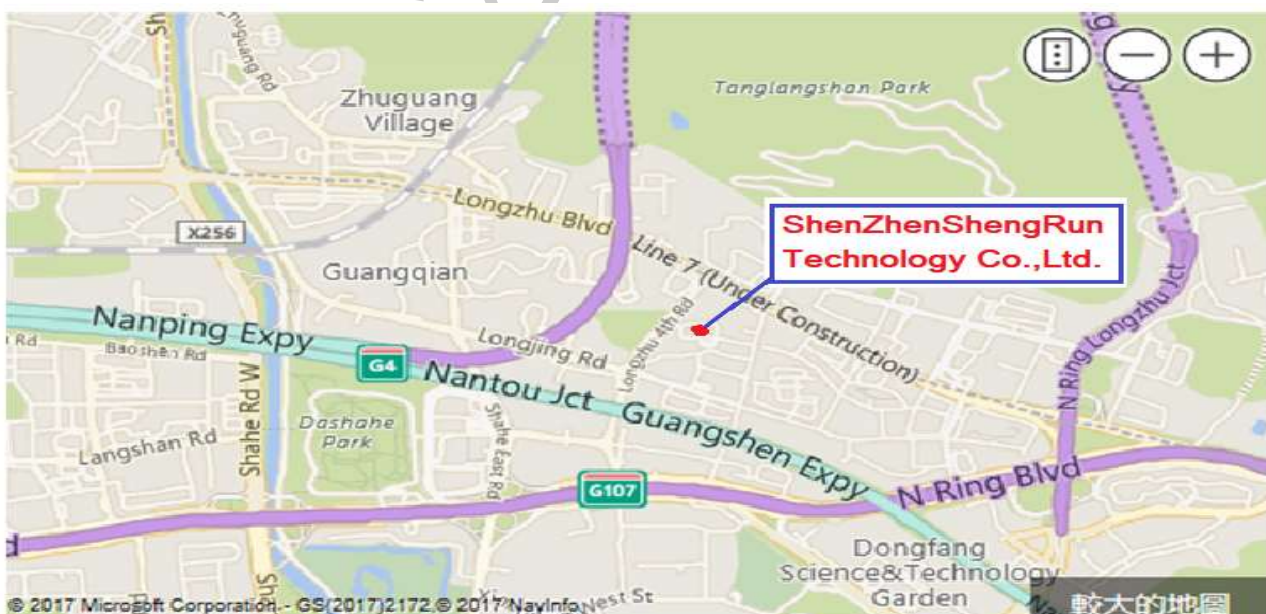 Zhuguang Rd
Tanglangshan Park
Zhuguang
Village
Longzhu Blvd
ShenZhenShengRun
Technology Co.,Ltd.
X256
Line 7 (Under Construction)
Guangqian
N Ring Longzhu Jct
Nanping Expy
Longzhu 4th Rd
Baoshen Rd
Longjing Rd
G4
Nantou Jct
Guangshen Expy
Dashahe
Park
Shahe Rd W
Langshan Rd
Shahe East Rd
G107
N Ring Blvd
Dongfang
Science&Technology
Garden
© 2017 Microsoft Corporation - GS(2017)2172 © 2017 NavInfo
較大的地圖